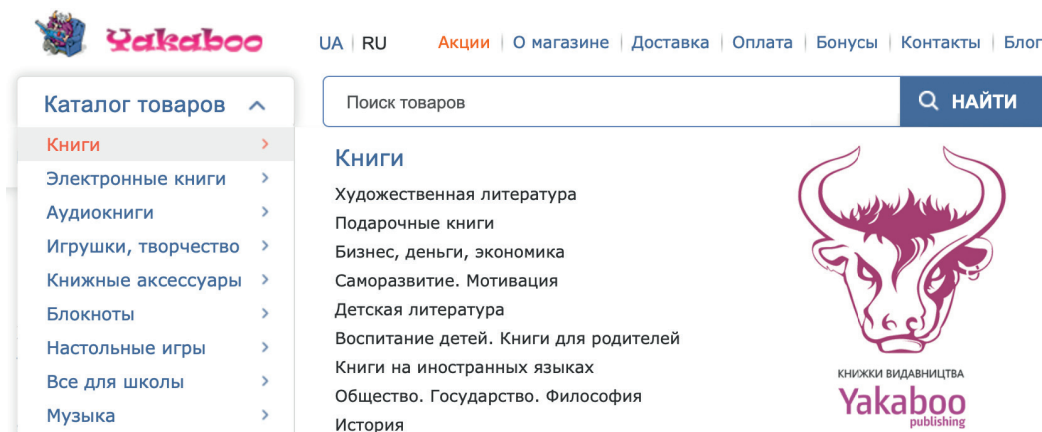 Yakaboo
UA | RU
Акции | О магазине | Доставка | Оплата | Бонусы | Контакты | Блог
Каталог товаров
Поиск товаров
НАЙТИ
Книги
Электронные книги
Аудиокниги
Игрушки, творчество
Книжные аксессуары
Блокноты
Настольные игры
Все для школы
Музыка
Книги
Художественная литература
Подарочные книги
Бизнес, деньги, экономика
Саморазвитие. Мотивация
Детская литература
Воспитание детей. Книги для родителей
Книги на иностранных языках
Общество. Государство. Философия
История
КНИЖКИ ВИДАВНИЦТВА
Yakaboo
publishing